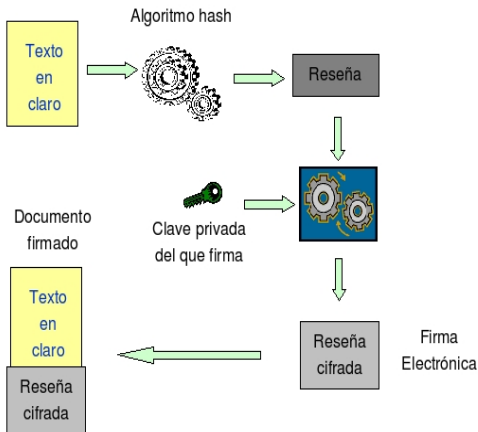 Algoritmo hash
Texto
en
claro
Reseña
Clave privada
del que firma
Documento
firmado
Texto
en
claro
Reseña
cifrada
Reseña
cifrada
Firma
Electrónica